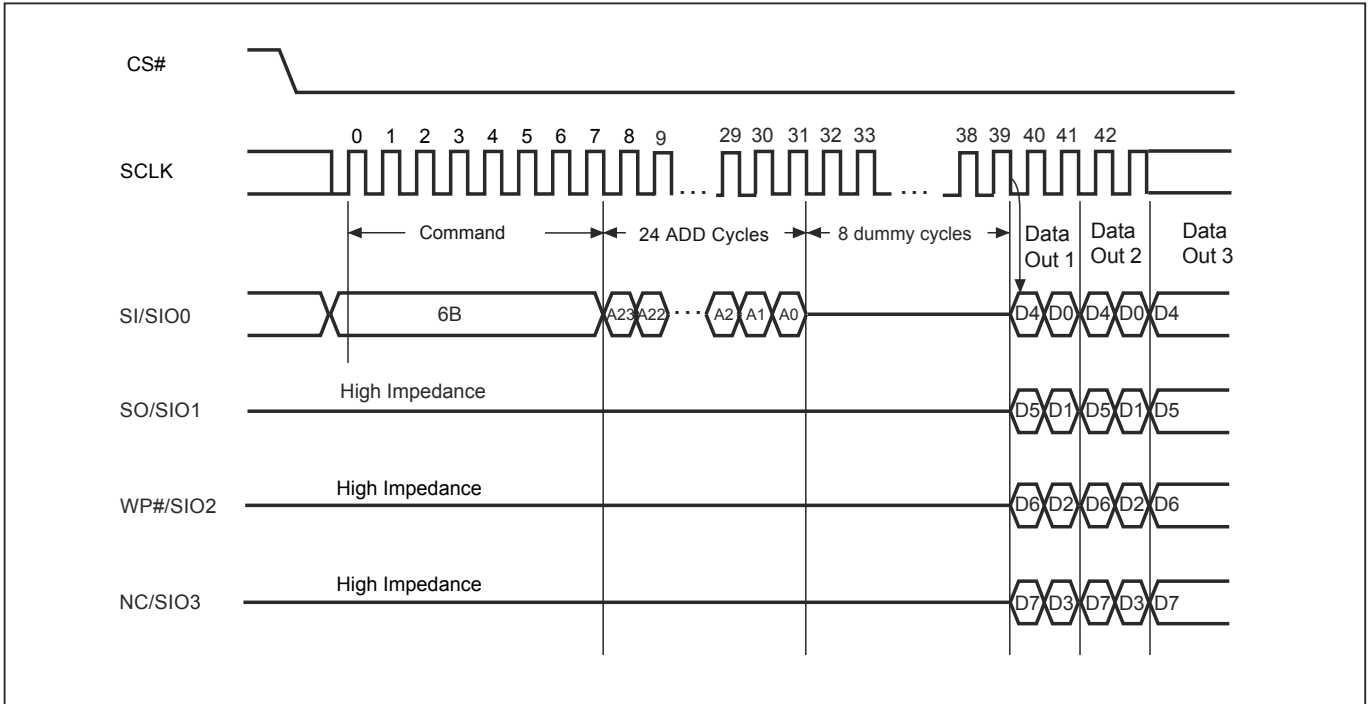 CS#
0 1 2 3 4 5 6 7 8 9 29 30 31 32 33 38 39 40 41 42
SCLK
... ...
Command 24 ADD Cycles 8 dummy cycles Data Out 1 Data Out 2 Data Out 3
SI/SIO0 6B A23 A22 ... A2 A1 A0 D4 D0 D4 D0 D4
High Impedance
SO/SIO1 D5 D1 D5 D1 D5
High Impedance
WP#/SIO2 D6 D2 D6 D2 D6
High Impedance
NC/SIO3 D7 D3 D7 D3 D7